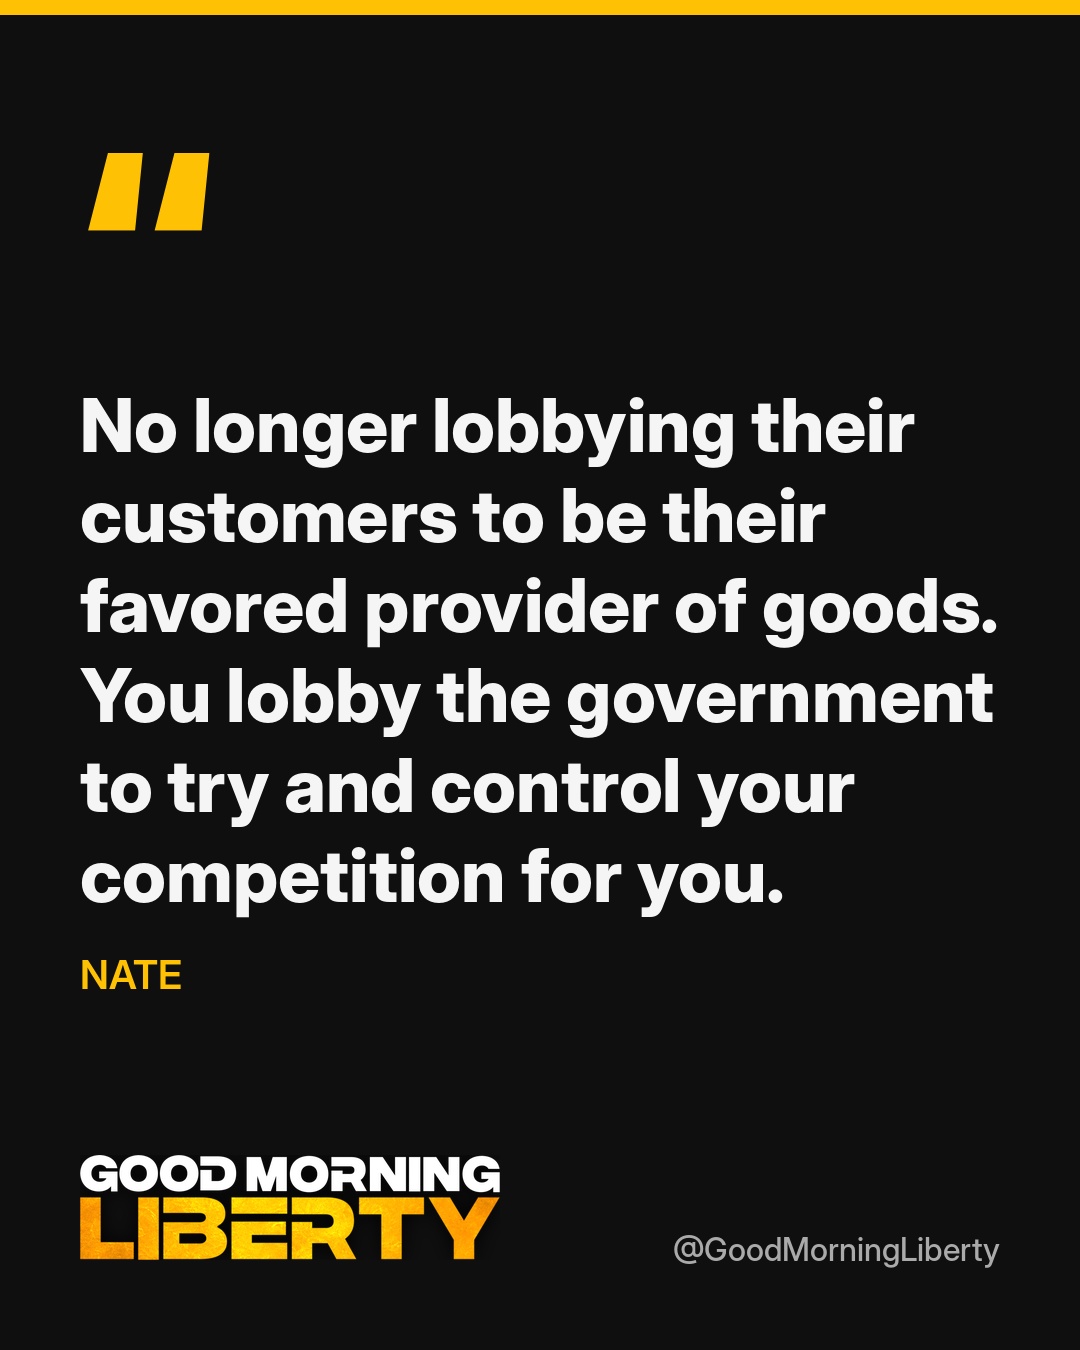 "
No longer lobbying their
customers to be their
favored provider of goods.
You lobby the government
to try and control your
competition for you.
NATE
GOOD MORNING
LIBERTY
@GoodMorningLiberty